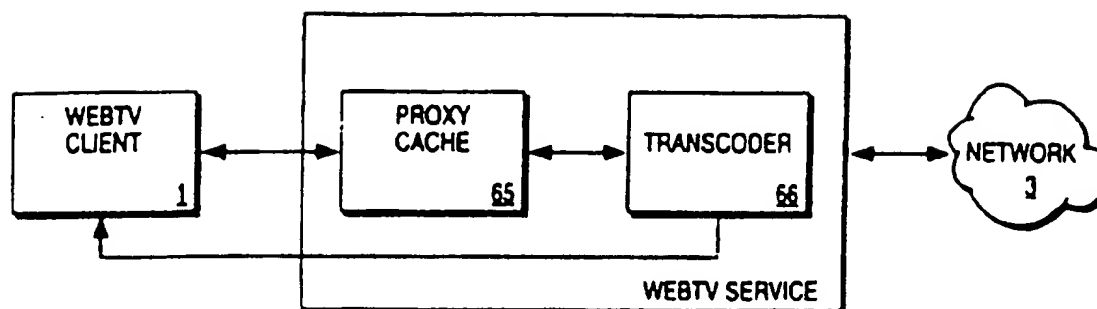 WEBTV
CLIENT
1
PROXY
CACHE
65
TRANSCODER
66
NETWORK
3
WEBTV SERVICE